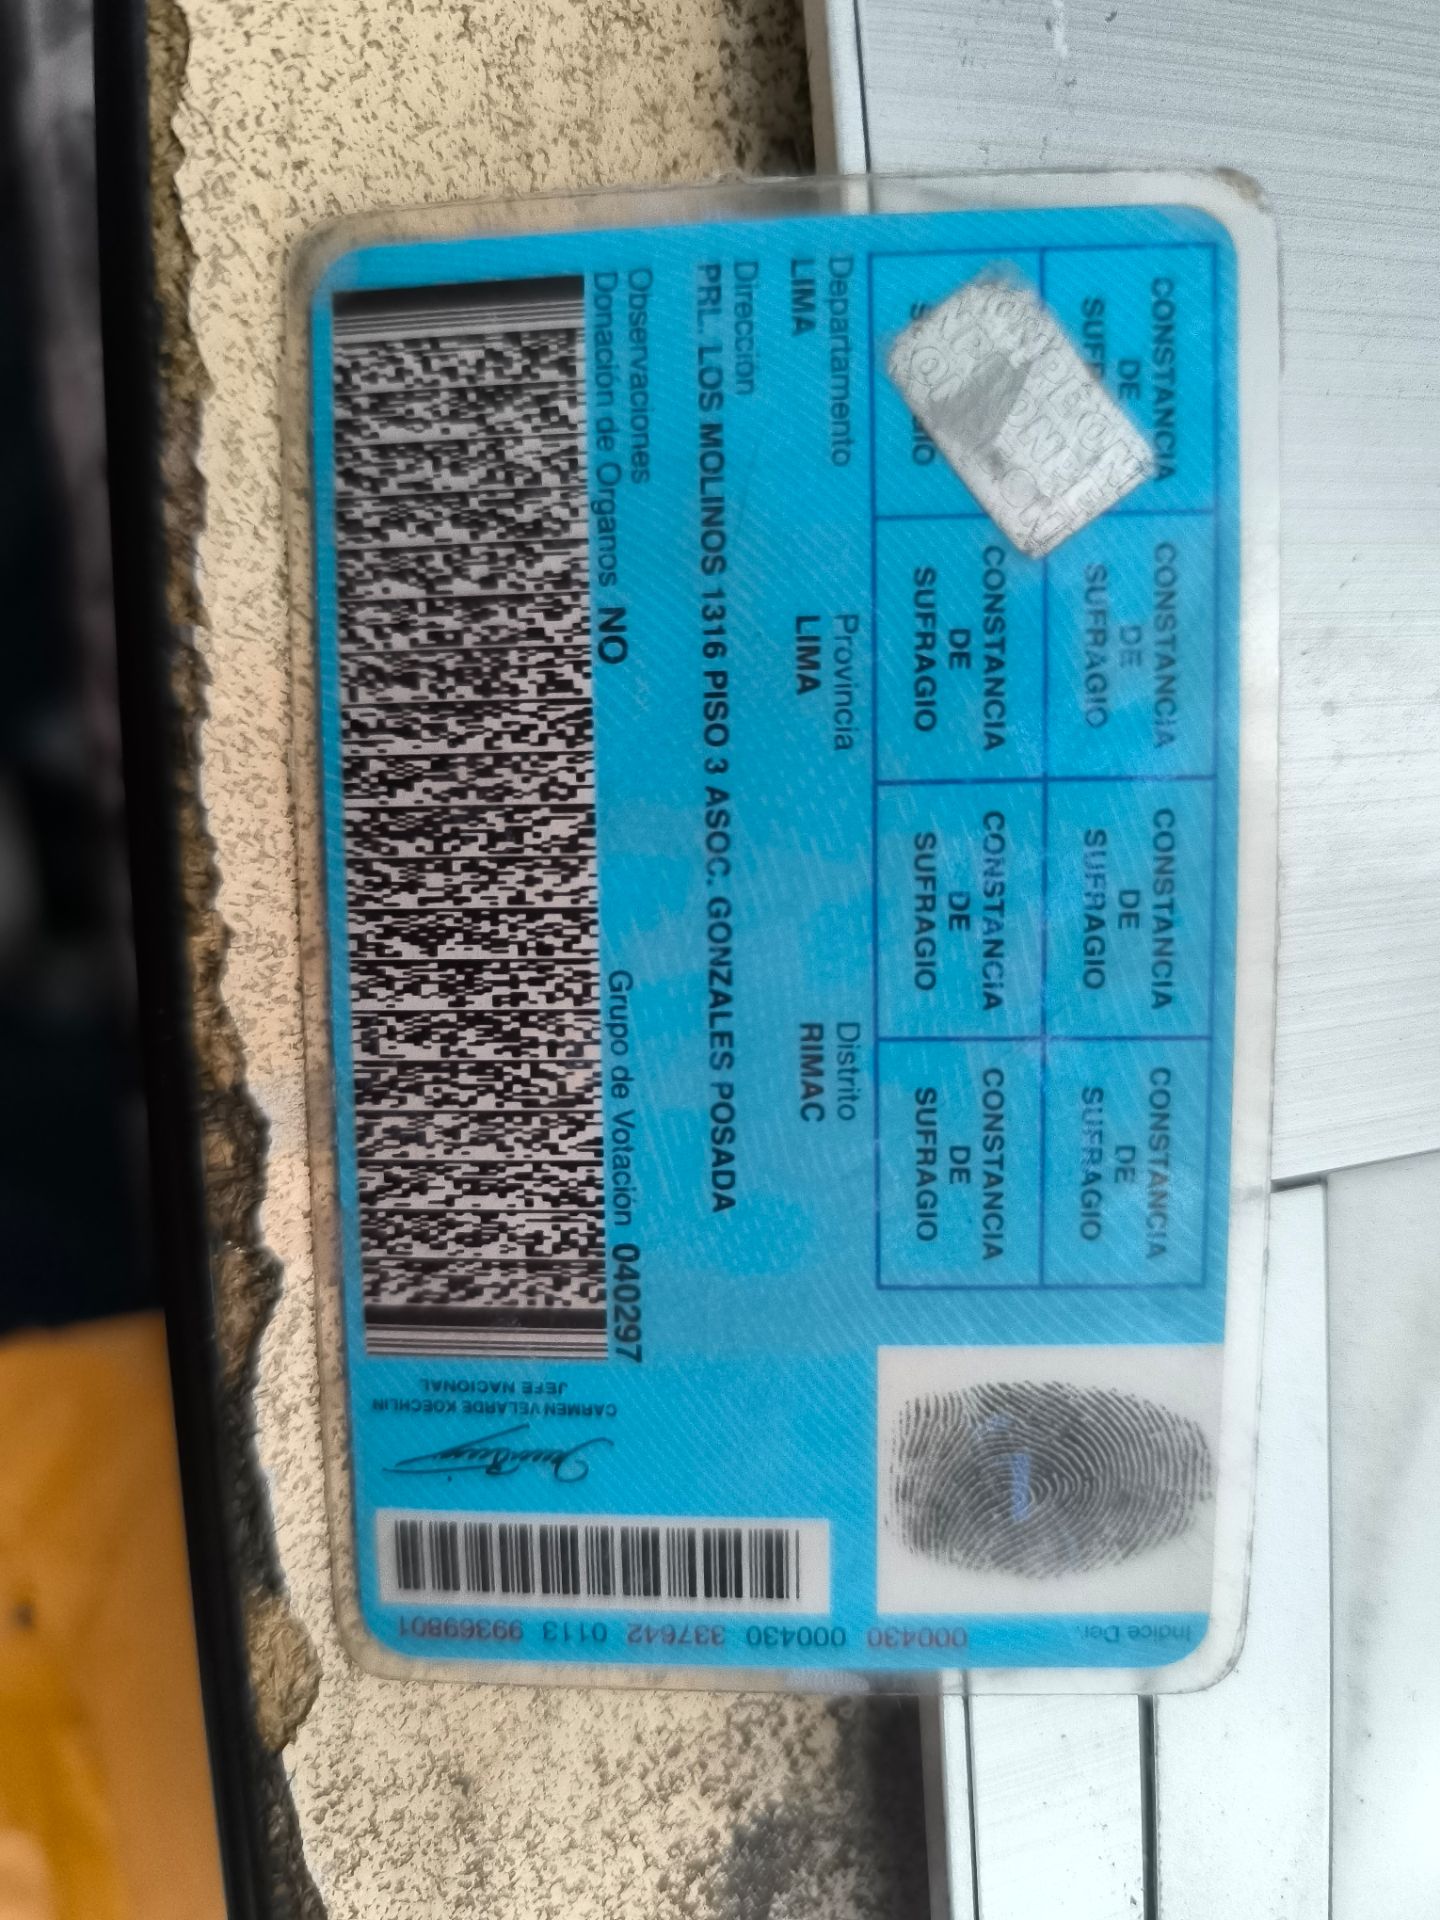 CONSTANCIA DE SUFRAGIO
CONSTANCIA DE SUFRAGIO
CONSTANCIA DE SUFRAGIO
CONSTANCIA DE SUFRAGIO
CONSTANCIA DE SUFRAGIO
CONSTANCIA DE SUFRAGIO
CONSTANCIA DE SUFRAGIO
Departamento Provincia Distrito
LIMA LIMA RIMAC
Dirección
PRL. LOS MOLINOS 1316 PISO 3 ASOC. GONZALES POSADA
Observaciones
Donación de Organos NO Grupo de Votación 040297
CARMEN VELARDE KOECHLIN
JEFE NACIONAL
Indice Der.
000430 000430 337642 0113 99369801